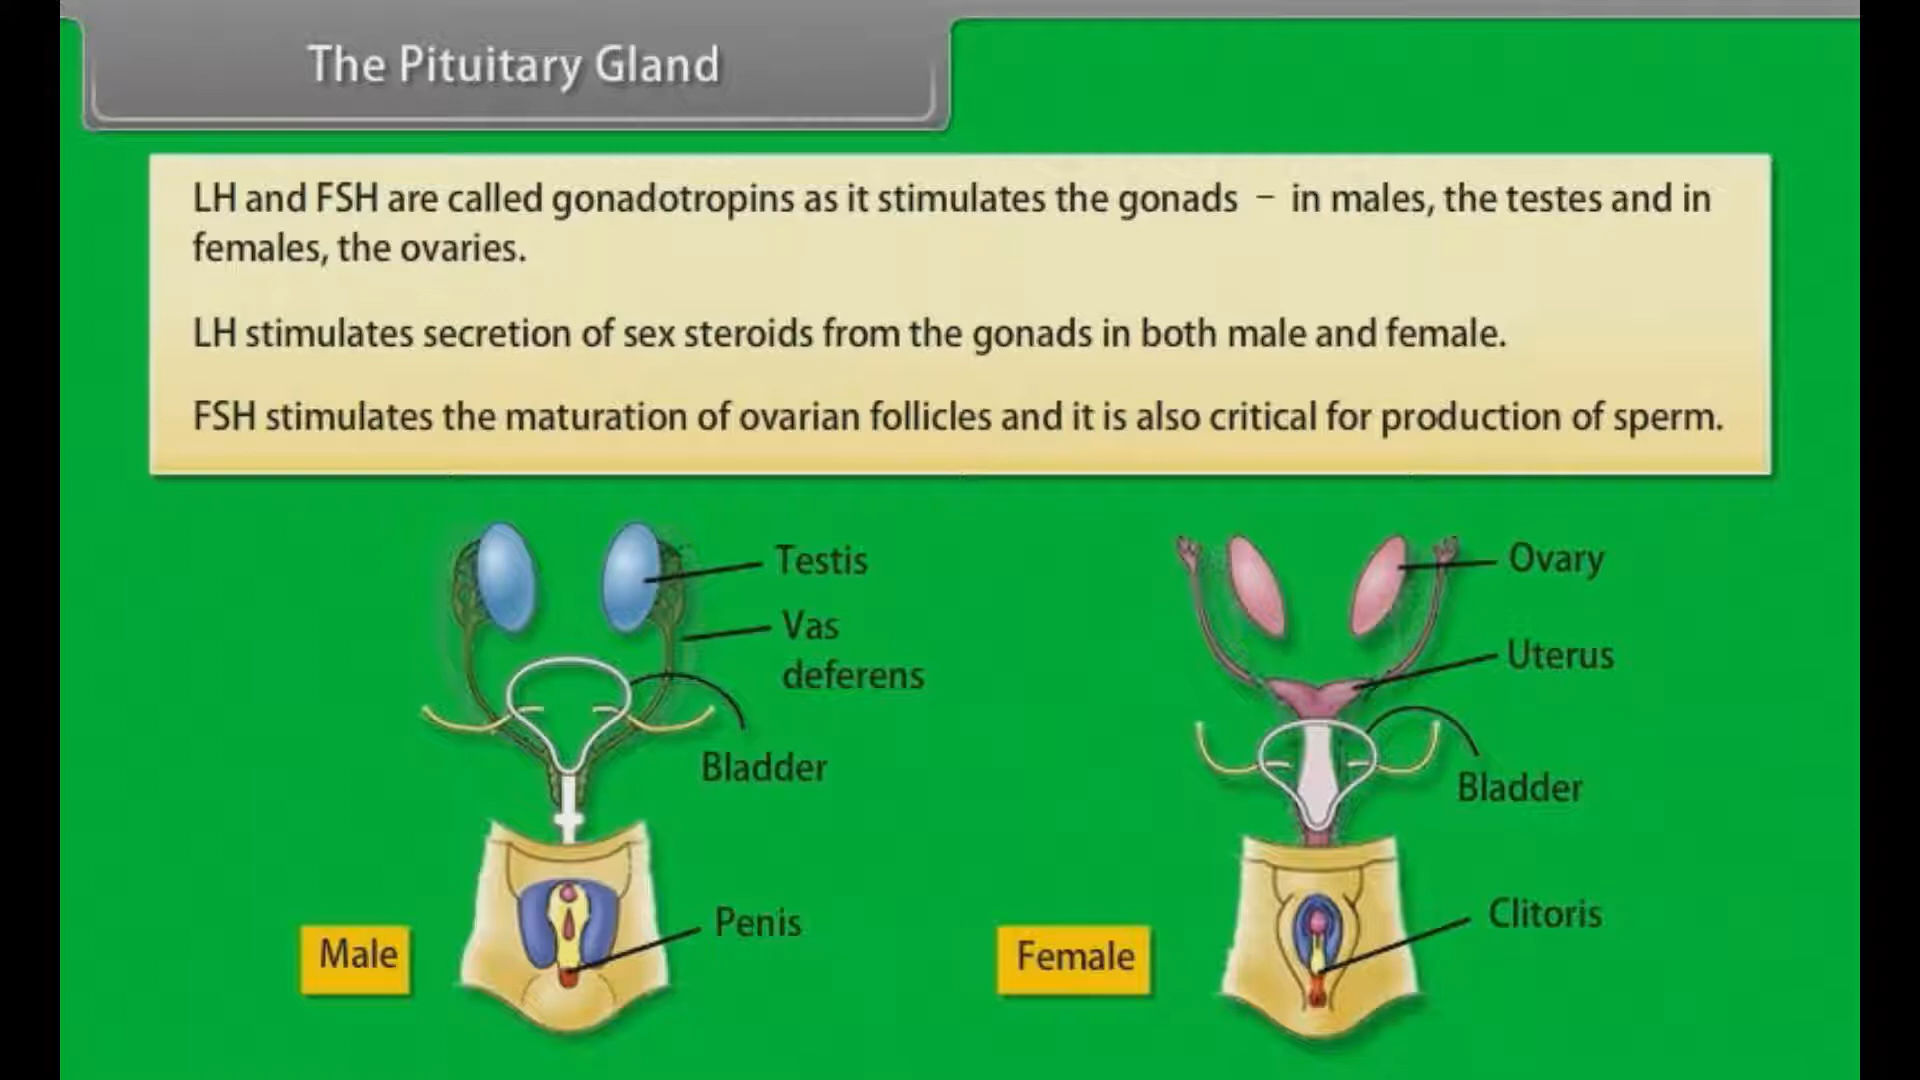 The Pituitary Gland
LH and FSH are called gonadotropins as it stimulates the gonads – in males, the testes and in
females, the ovaries.
LH stimulates secretion of sex steroids from the gonads in both male and female.
FSH stimulates the maturation of ovarian follicles and it is also critical for production of sperm.
Testis
Vas
deferens
Bladder
Penis
Male
Ovary
Uterus
Bladder
Clitoris
Female